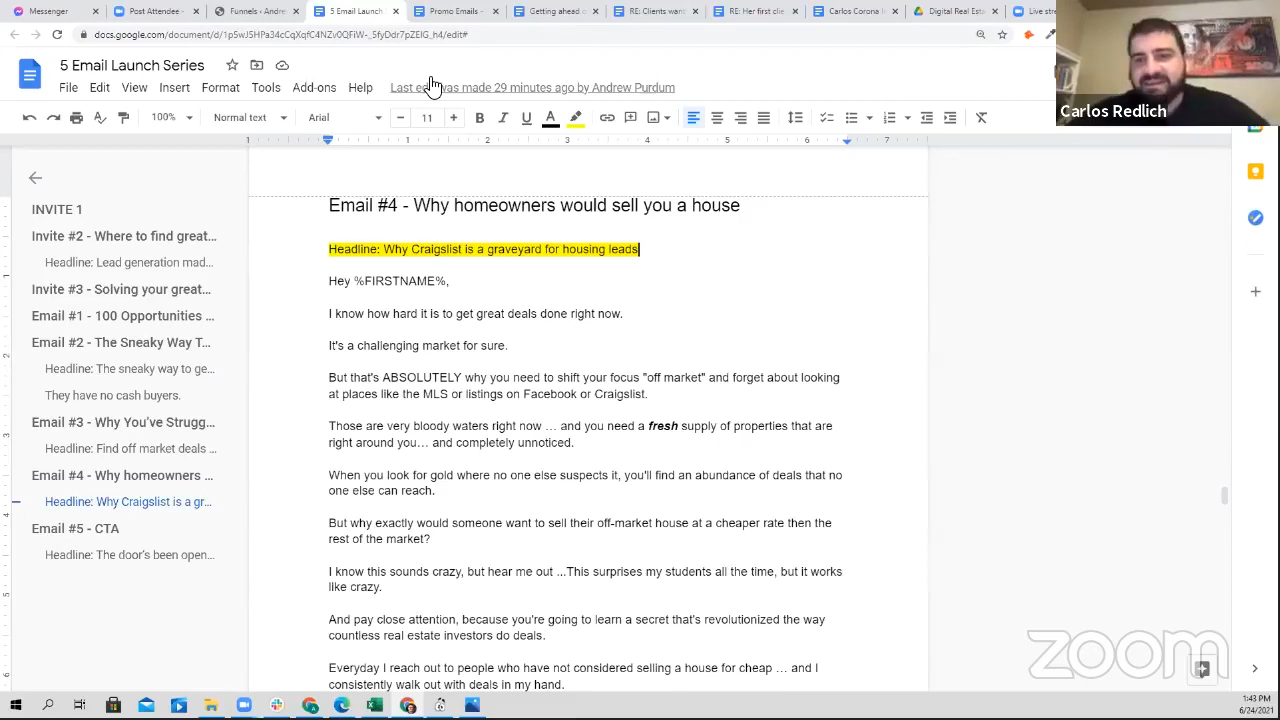 Messenger
(212) Post Attendee -
Funnels ‹ Andre
5 Email Launch S
Promo Emails -
Getting ahead o
RE: Clients want
RE: Her first clie
Carlos Corona In
Digital Real Esta
Live stre
docs.google.com/document/d/1p5wJ5HPa34cCqXqfC4NZv0QFiW-_5fyDdr7pZEIG_h4/edit#
5 Email Launch Series
File Edit View Insert Format Tools Add-ons Help Last edit was made 29 minutes ago by Andrew Purdum
100% Normal text Arial 11 B I U A
Carlos Redlich
1 1 2 3 4 5 6 7
INVITE 1
Invite #2 - Where to find great...
Headline: Lead generation mad...
Invite #3 - Solving your great...
Email #1 - 100 Opportunities ...
Email #2 - The Sneaky Way T...
Headline: The sneaky way to ge...
They have no cash buyers.
Email #3 - Why You've Strugg...
Headline: Find off market deals ...
Email #4 - Why homeowners ...
Headline: Why Craigslist is a gr...
Email #5 - CTA
Headline: The door's been open...
Email #4 - Why homeowners would sell you a house
Headline: Why Craigslist is a graveyard for housing leads
Hey %FIRSTNAME%,
I know how hard it is to get great deals done right now.
It's a challenging market for sure.
But that's ABSOLUTELY why you need to shift your focus "off market" and forget about looking
at places like the MLS or listings on Facebook or Craigslist.
Those are very bloody waters right now … and you need a fresh supply of properties that are
right around you… and completely unnoticed.
When you look for gold where no one else suspects it, you'll find an abundance of deals that no
one else can reach.
But why exactly would someone want to sell their off-market house at a cheaper rate then the
rest of the market?
I know this sounds crazy, but hear me out ...This surprises my students all the time, but it works
like crazy.
And pay close attention, because you're going to learn a secret that's revolutionized the way
countless real estate investors do deals.
Everyday I reach out to people who have not considered selling a house for cheap … and I
consistently walk out with deals in my hand.
zoom
1:43 PM
6/24/2021